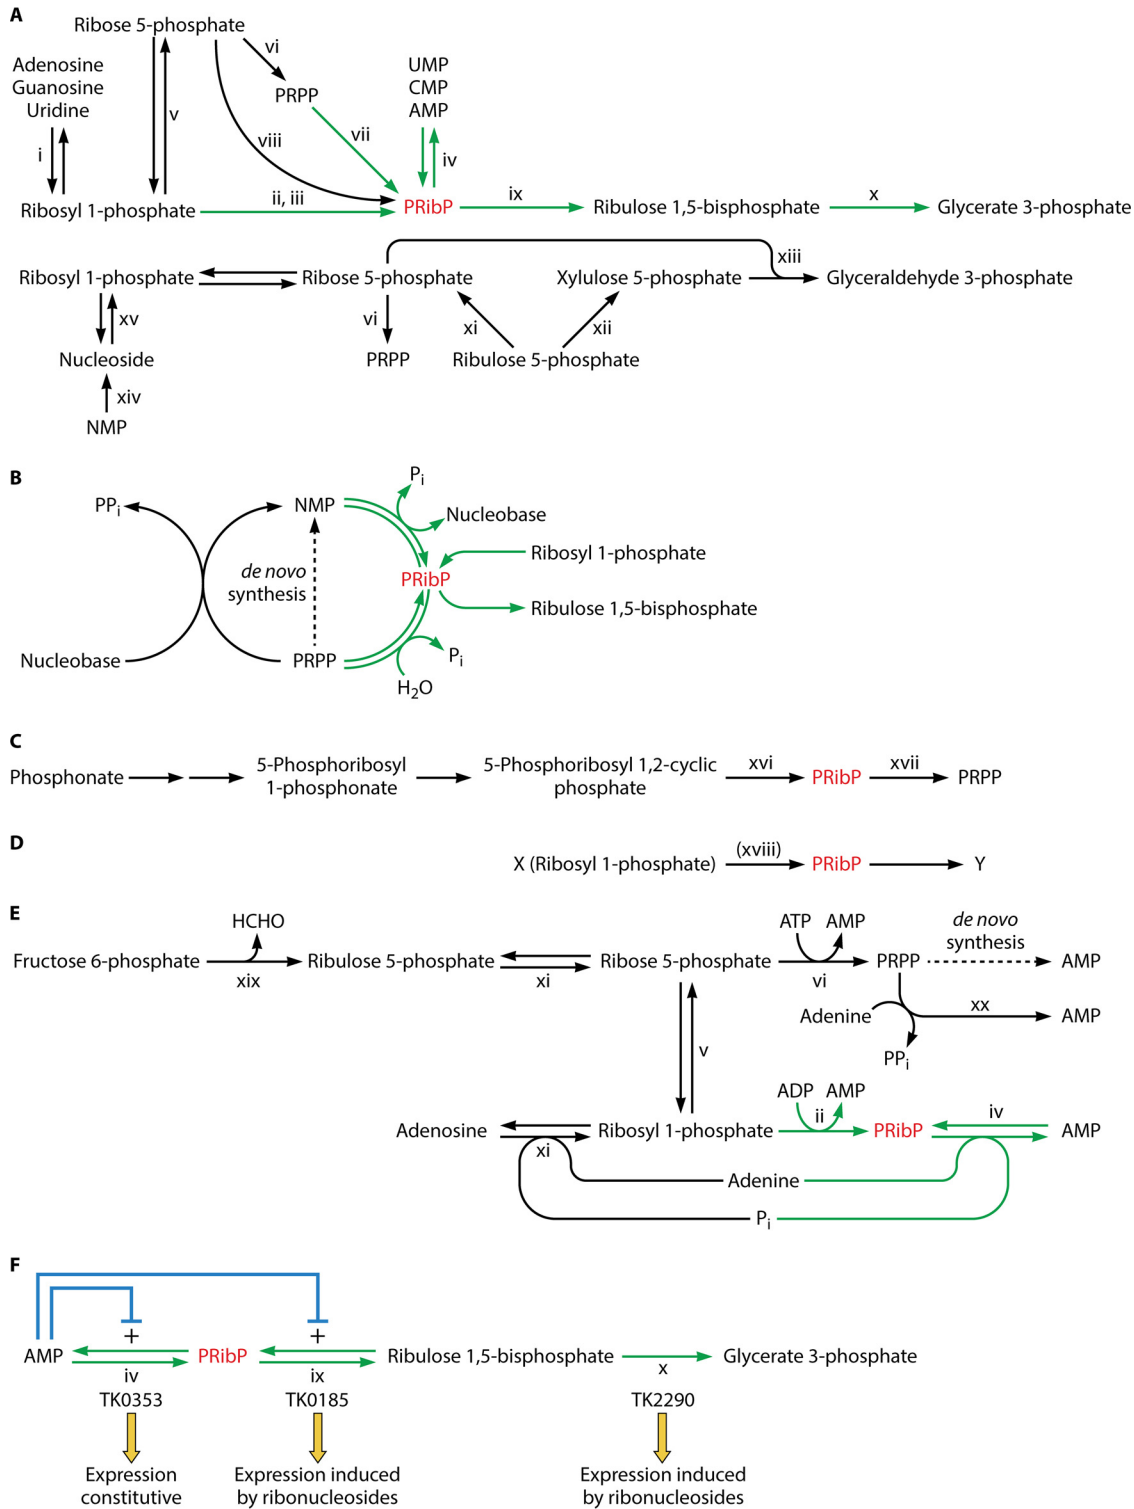 A
Ribose 5-phosphate
vi
Adenosine
Guanosine
Uridine
UMP
CMP
AMP
PRPP
v
viii
vii
i
iv
ii, iii
ix
x
Ribosyl 1-phosphate
PRibP
Ribulose 1,5-bisphosphate
Glycerate 3-phosphate
xiii
Ribosyl 1-phosphate
Ribose 5-phosphate
Xylulose 5-phosphate
Glyceraldehyde 3-phosphate
xv
vi
xi
xii
Nucleoside
PRPP
Ribulose 5-phosphate
xiv
NMP
B
Pi
PPi
NMP
Nucleobase
Ribosyl 1-phosphate
de novo
synthesis
PRibP
Ribulose 1,5-bisphosphate
Nucleobase
PRPP
Pi
H2O
C
Phosphonate
5-Phosphoribosyl
1-phosphonate
5-Phosphoribosyl 1,2-cyclic
phosphate
xvi
PRibP
xvii
PRPP
D
X (Ribosyl 1-phosphate)
(xviii)
PRibP
Y
E
HCHO
ATP
AMP
de novo
synthesis
Fructose 6-phosphate
xix
Ribulose 5-phosphate
xi
Ribose 5-phosphate
vi
PRPP
AMP
Adenine
xx
AMP
PPi
v
ADP
AMP
ii
iv
Adenosine
xi
Ribosyl 1-phosphate
PRibP
AMP
Adenine
Pi
F
+
+
AMP
PRibP
Ribulose 1,5-bisphosphate
Glycerate 3-phosphate
iv
ix
x
TK0353
TK0185
TK2290
Expression
constitutive
Expression induced
by ribonucleosides
Expression induced
by ribonucleosides